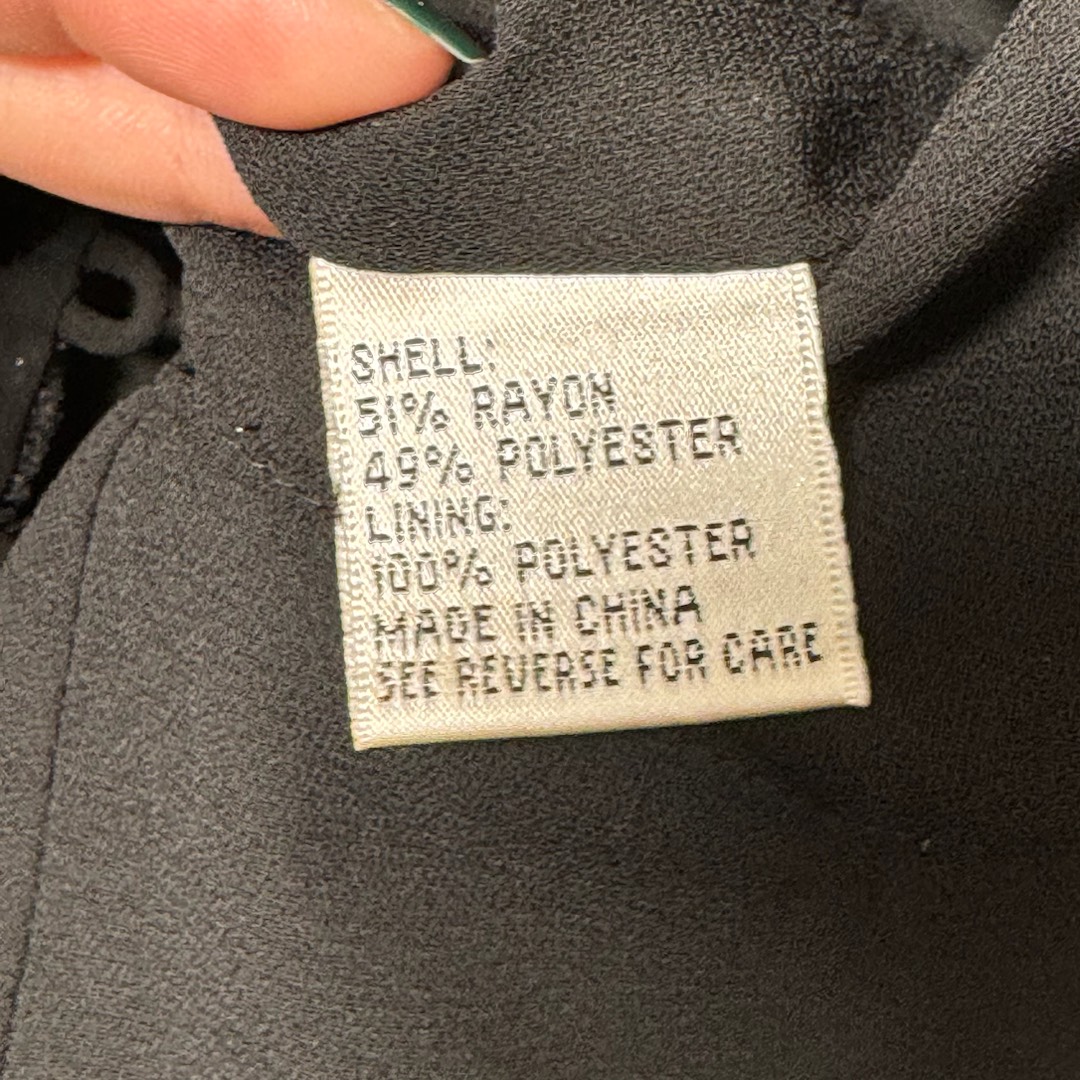 SHELL:
51% RAYON
49% POLYESTER
LINING:
100% POLYESTER
MADE IN CHINA
SEE REVERSE FOR CARE